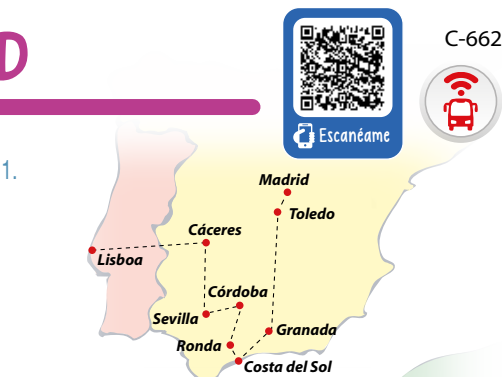 D
C-662
Escanéame
1.
Madrid
Toledo
Cáceres
Lisboa
Córdoba
Sevilla
Granada
Ronda
Costa del Sol